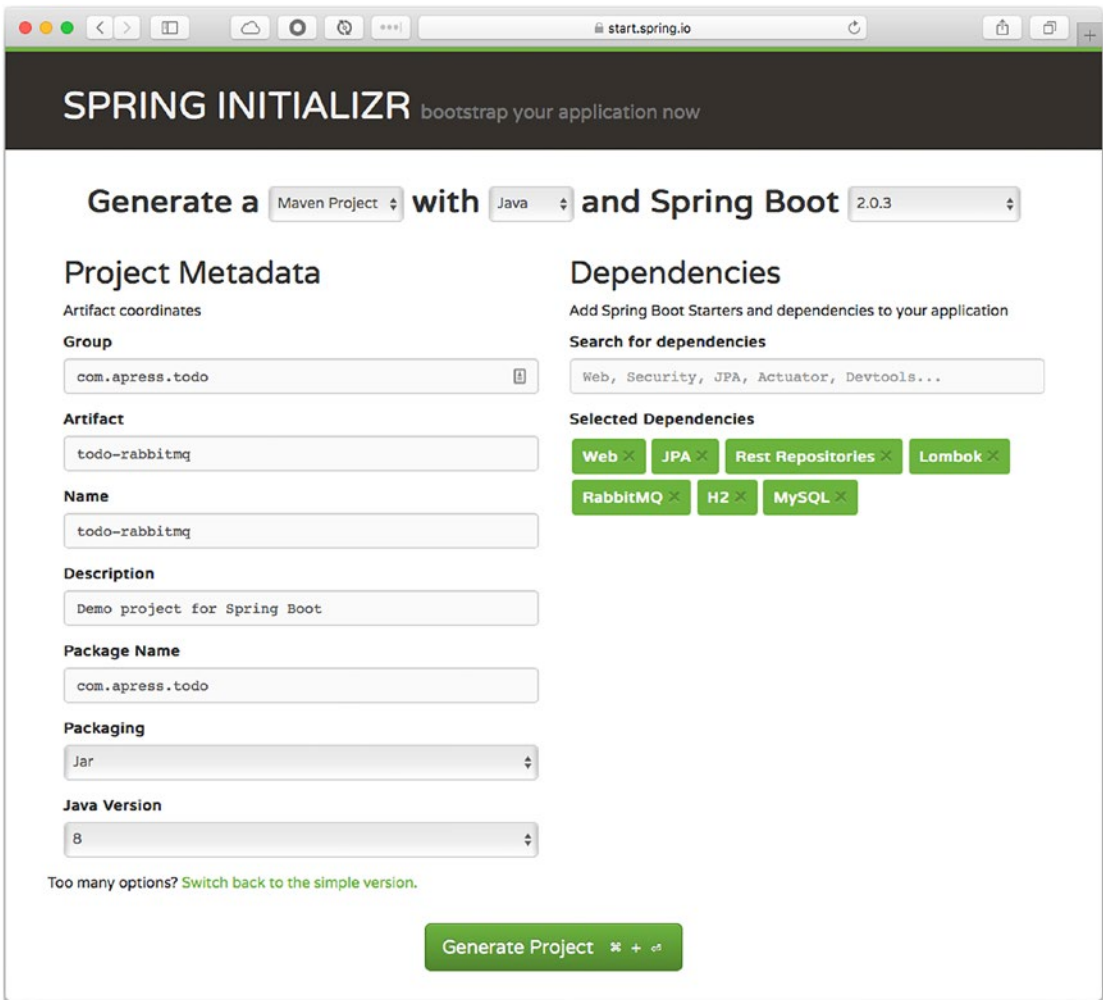 start.spring.io
SPRING INITIALIZR bootstrap your application now
Generate a Maven Project with Java and Spring Boot 2.0.3
Project Metadata
Artifact coordinates
Group
com.apress.todo
Artifact
todo-rabbitmq
Name
todo-rabbitmq
Description
Demo project for Spring Boot
Package Name
com.apress.todo
Packaging
Jar
Java Version
8
Too many options? Switch back to the simple version.
Dependencies
Add Spring Boot Starters and dependencies to your application
Search for dependencies
Web, Security, JPA, Actuator, Devtools...
Selected Dependencies
Web × JPA × Rest Repositories × Lombok ×
RabbitMQ × H2 × MySQL ×
Generate Project ⌘ + ⏎